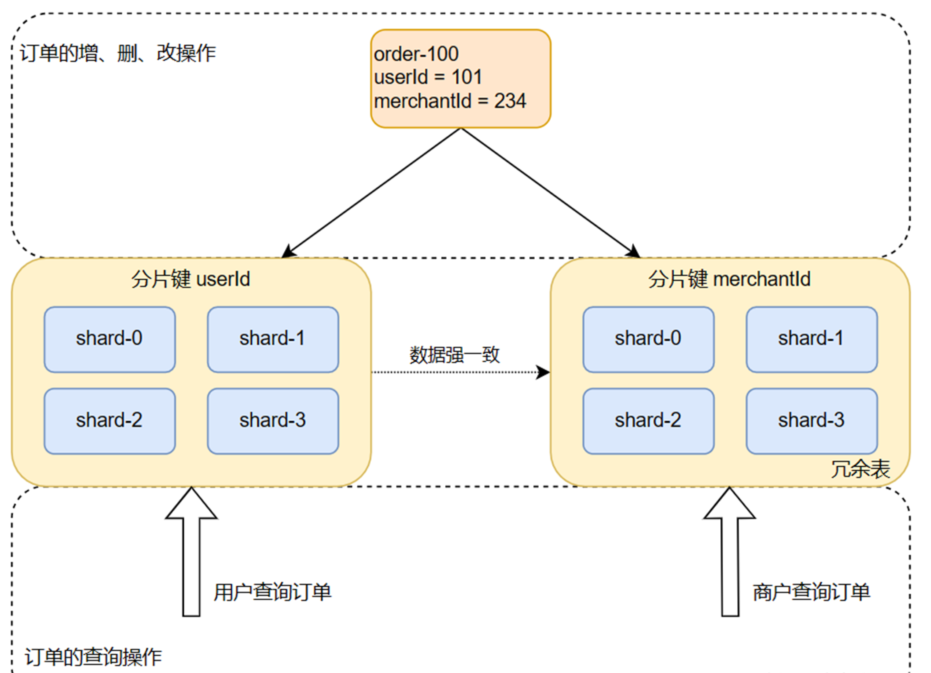 订单的增、删、改操作
order-100
userId = 101
merchantId = 234
分片键 userId
shard-0
shard-1
shard-2
shard-3
数据强一致
分片键 merchantId
shard-0
shard-1
shard-2
shard-3
冗余表
用户查询订单
商户查询订单
订单的查询操作